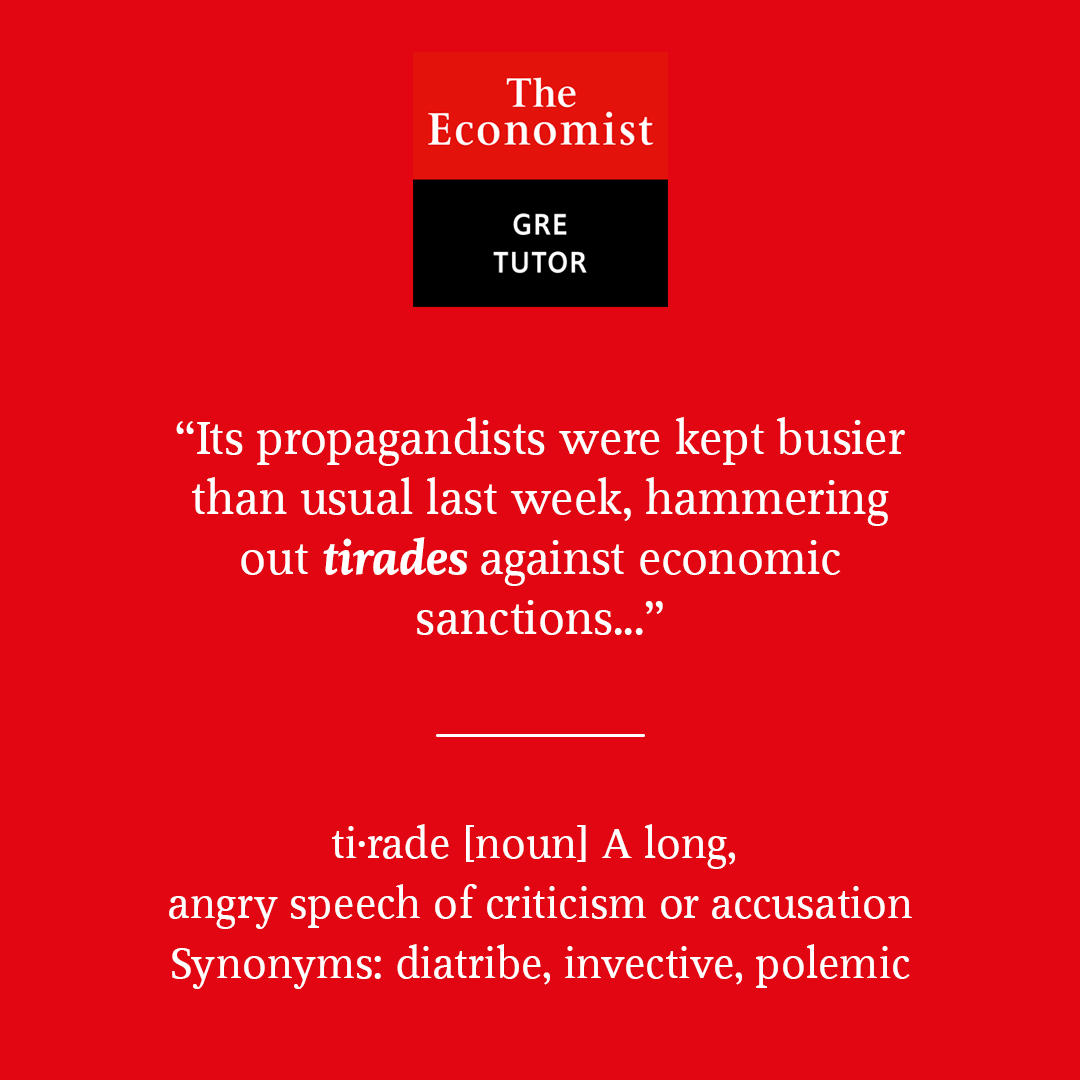 The
Economist
GRE
TUTOR
“Its propagandists were kept busier
than usual last week, hammering
out tirades against economic
sanctions...”
ti·rade [noun] A long,
angry speech of criticism or accusation
Synonyms: diatribe, invective, polemic